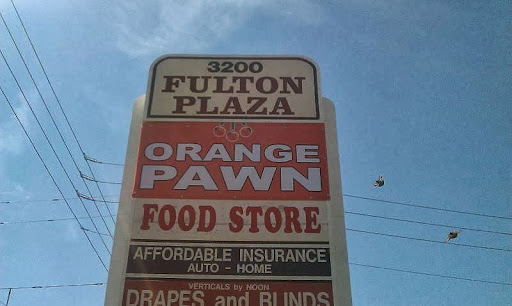 3200
FULTON
PLAZA
ORANGE
PAWN
FOOD STORE
AFFORDABLE INSURANCE
AUTO - HOME
VERTICALS by NOON
DRAPES and BLINDS